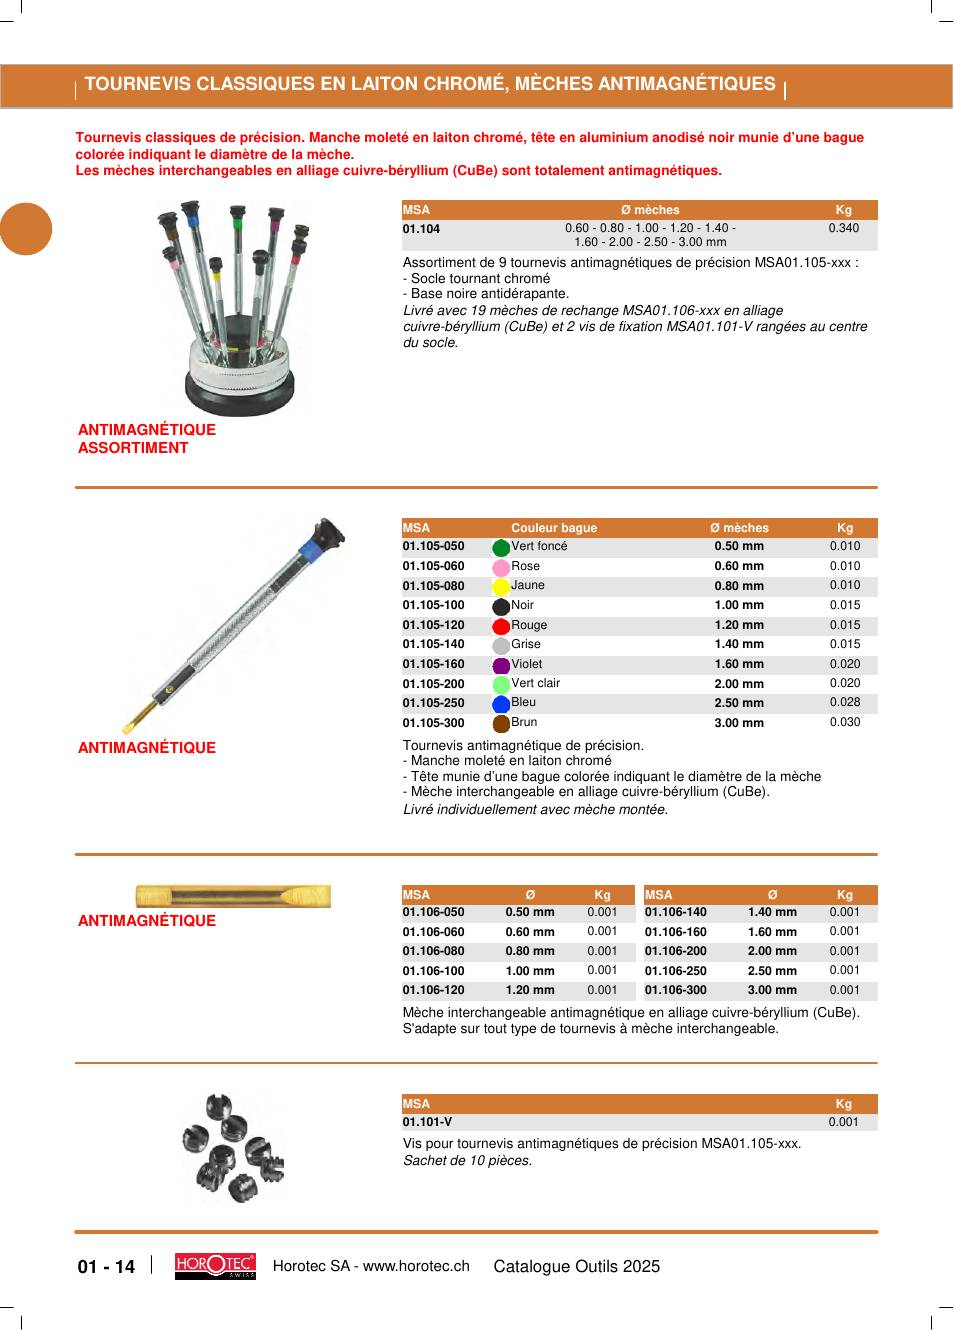 TOURNEVIS CLASSIQUES EN LAITON CHROMÉ, MÈCHES ANTIMAGNÉTIQUES
Tournevis classiques de précision. Manche moleté en laiton chromé, tête en aluminium anodisé noir munie d'une bague
colorée indiquant le diamètre de la mèche.
Les mèches interchangeables en alliage cuivre-béryllium (CuBe) sont totalement antimagnétiques.
MSA Ø mèches Kg
01.104 0.60 - 0.80 - 1.00 - 1.20 - 1.40 - 0.340
1.60 - 2.00 - 2.50 - 3.00 mm
Assortiment de 9 tournevis antimagnétiques de précision MSA01.105-xxx :
- Socle tournant chromé
- Base noire antidérapante.
Livré avec 19 mèches de rechange MSA01.106-xxx en alliage
cuivre-béryllium (CuBe) et 2 vis de fixation MSA01.101-V rangées au centre
du socle.
ANTIMAGNÉTIQUE
ASSORTIMENT
MSA Couleur bague Ø mèches Kg
01.105-050 Vert foncé 0.50 mm 0.010
01.105-060 Rose 0.60 mm 0.010
01.105-080 Jaune 0.80 mm 0.010
01.105-100 Noir 1.00 mm 0.015
01.105-120 Rouge 1.20 mm 0.015
01.105-140 Grise 1.40 mm 0.015
01.105-160 Violet 1.60 mm 0.020
01.105-200 Vert clair 2.00 mm 0.020
01.105-250 Bleu 2.50 mm 0.028
01.105-300 Brun 3.00 mm 0.030
ANTIMAGNÉTIQUE
Tournevis antimagnétique de précision.
- Manche moleté en laiton chromé
- Tête munie d'une bague colorée indiquant le diamètre de la mèche
- Mèche interchangeable en alliage cuivre-béryllium (CuBe).
Livré individuellement avec mèche montée.
ANTIMAGNÉTIQUE
MSA Ø Kg MSA Ø Kg
01.106-050 0.50 mm 0.001 01.106-140 1.40 mm 0.001
01.106-060 0.60 mm 0.001 01.106-160 1.60 mm 0.001
01.106-080 0.80 mm 0.001 01.106-200 2.00 mm 0.001
01.106-100 1.00 mm 0.001 01.106-250 2.50 mm 0.001
01.106-120 1.20 mm 0.001 01.106-300 3.00 mm 0.001
Mèche interchangeable antimagnétique en alliage cuivre-béryllium (CuBe).
S'adapte sur tout type de tournevis à mèche interchangeable.
MSA Kg
01.101-V 0.001
Vis pour tournevis antimagnétiques de précision MSA01.105-xxx.
Sachet de 10 pièces.
01 - 14 HOROTEC® SWISS Horotec SA - www.horotec.ch Catalogue Outils 2025